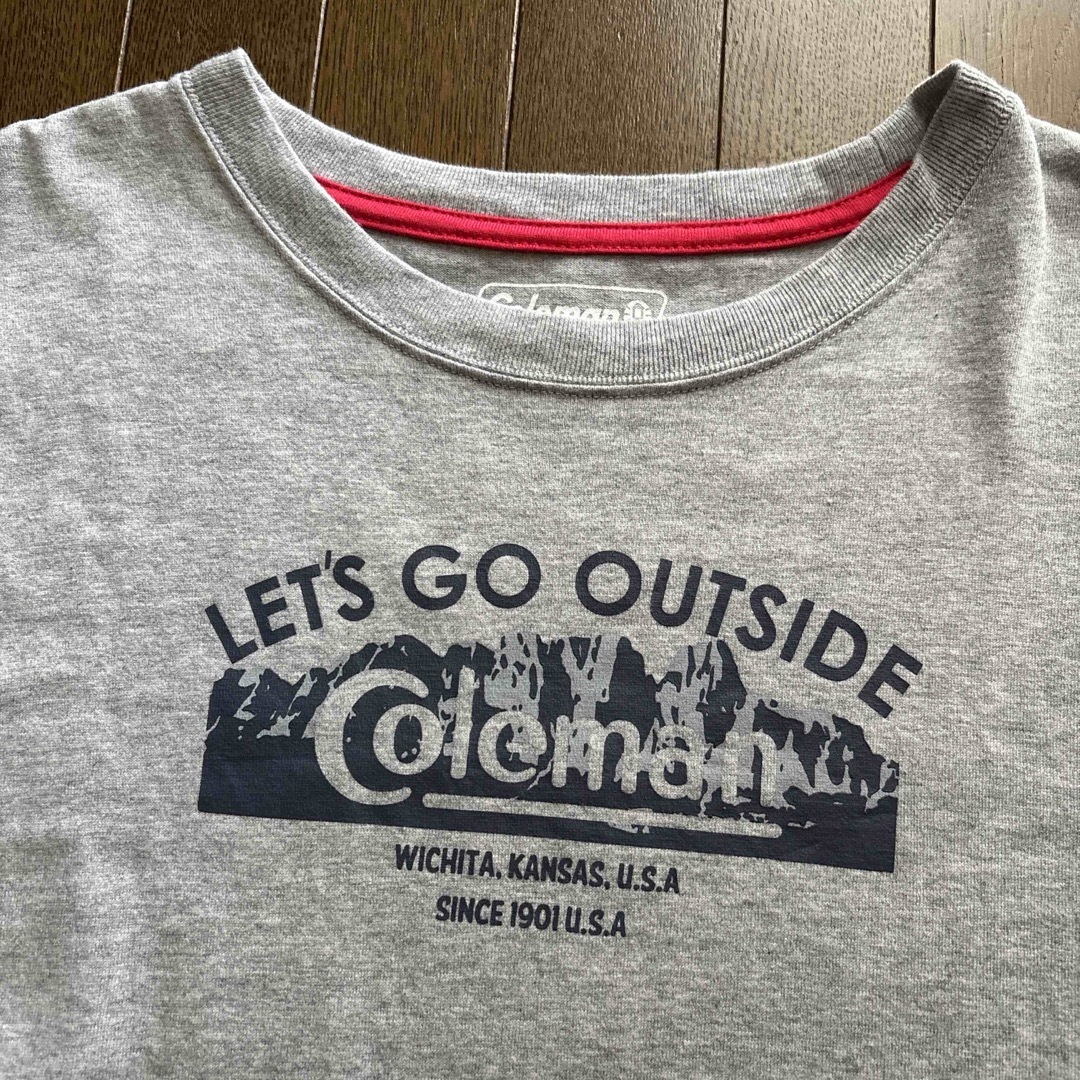 Coleman
LET'S GO OUTSIDE
Coleman
WICHITA, KANSAS, U.S.A
SINCE 1901 U.S.A